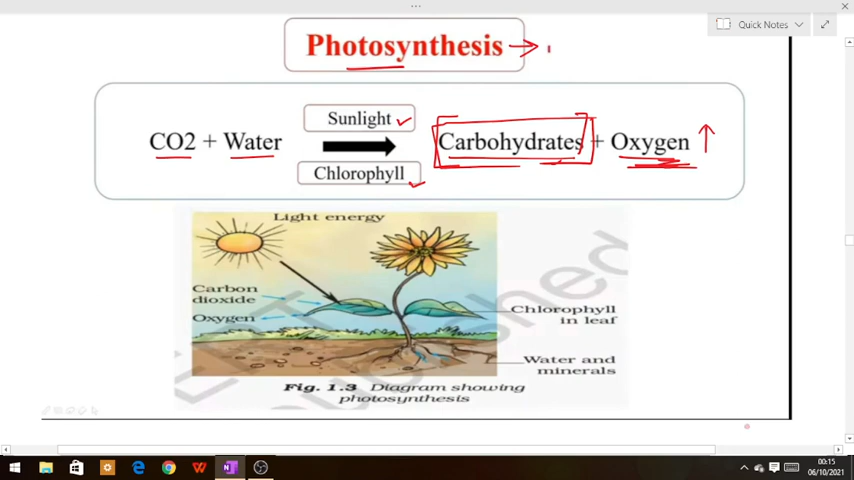 Quick Notes
Photosynthesis
CO2 + Water
Sunlight
Chlorophyll
Carbohydrates + Oxygen
Light energy
Carbon
dioxide
Oxygen
Chlorophyll
in leaf
Water and
minerals
Fig. 1.3 Diagram showing
photosynthesis
00:15
06/10/2021